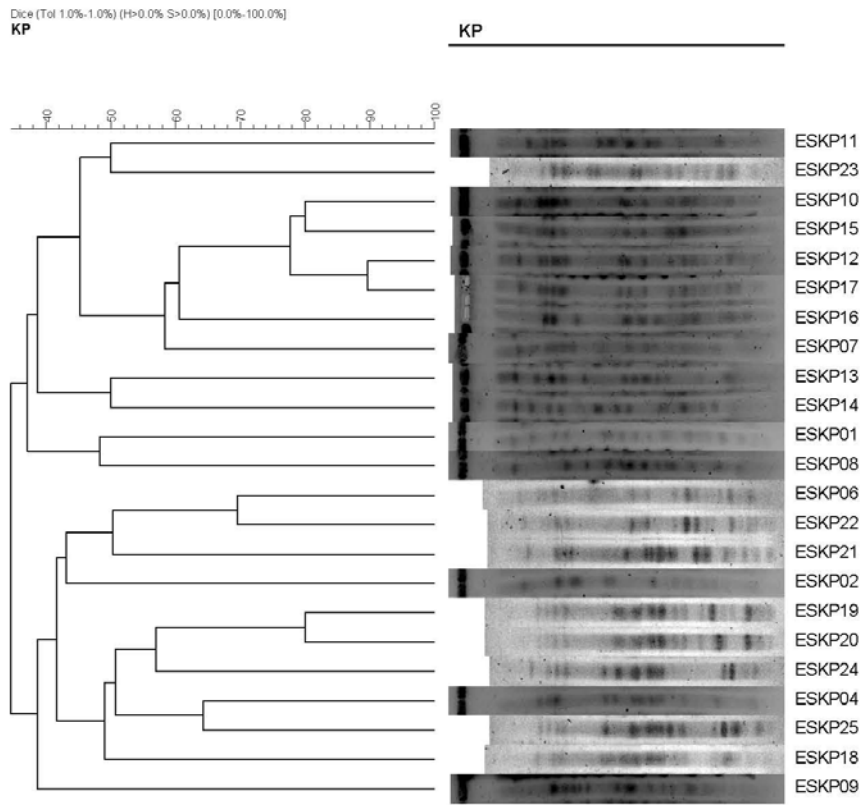 Dice (Tol 1.0%-1.0%) (H>0.0% S>0.0%) [0.0%-100.0%]
KP
KP
40
50
60
70
80
90
100
ESKP11
ESKP23
ESKP10
ESKP15
ESKP12
ESKP17
ESKP16
ESKP07
ESKP13
ESKP14
ESKP01
ESKP08
ESKP06
ESKP22
ESKP21
ESKP02
ESKP19
ESKP20
ESKP24
ESKP04
ESKP25
ESKP18
ESKP09